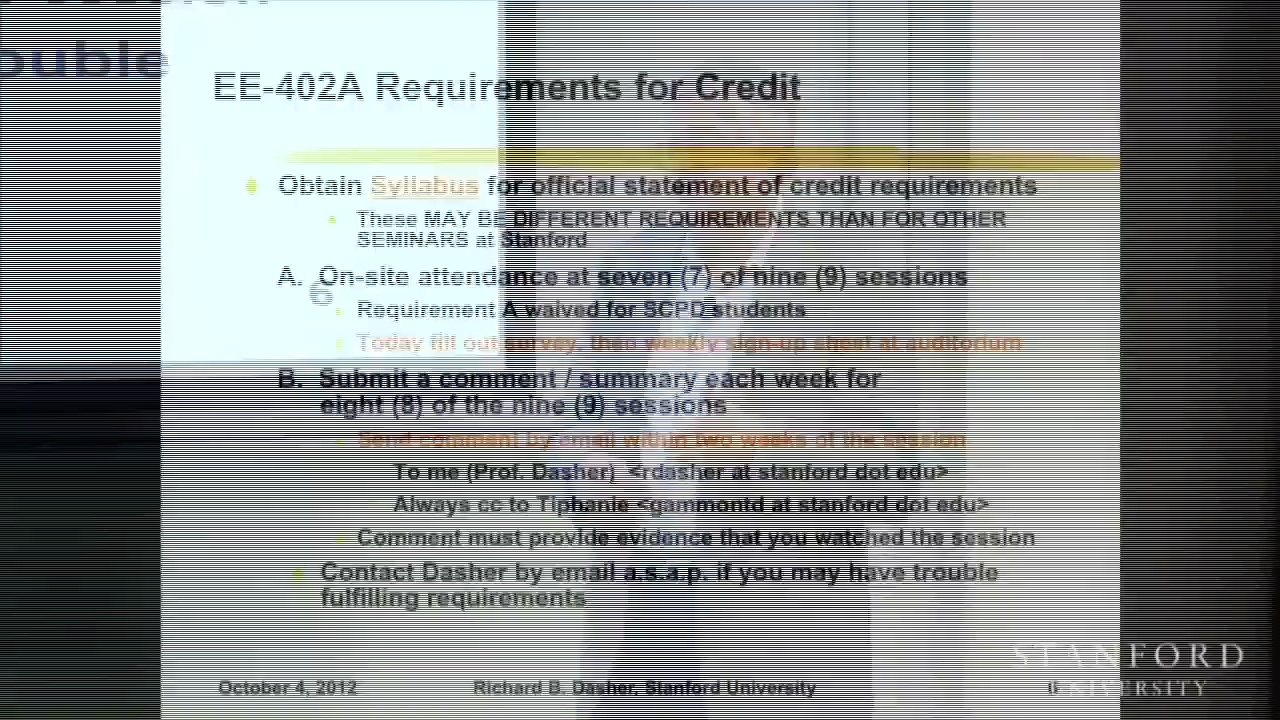 ouble
EE-402A Requirements for Credit
Obtain Syllabus for official statement of credit requirements
These MAY BE DIFFERENT REQUIREMENTS THAN FOR OTHER
SEMINARS at Stanford
A. On-site attendance at seven (7) of nine (9) sessions
6
Requirement A waived for SCPD students
Today fill out survey, then weekly sign-up sheet at auditorium
B. Submit a comment / summary each week for
eight (8) of the nine (9) sessions
Send comment by email within two weeks of the session
To me (Prof. Dasher) <rdasher at stanford dot edu>
Always cc to Tiphanie <gammontd at stanford dot edu>
Comment must provide evidence that you watched the session
Contact Dasher by email a.s.a.p. if you may have trouble
fulfilling requirements
October 4, 2012
Richard B. Dasher, Stanford University
STANFORD
UNIVERSITY